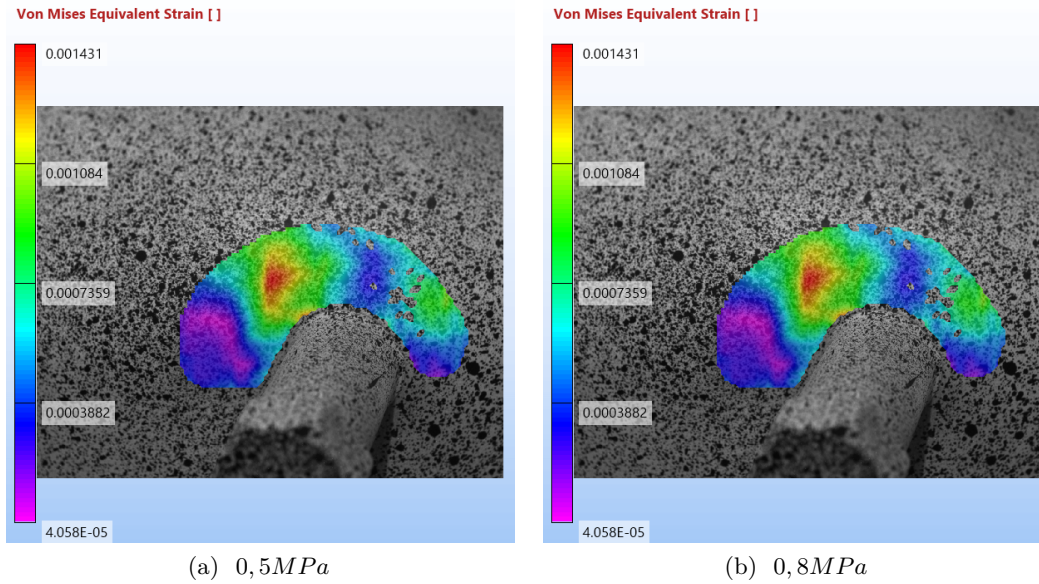 Von Mises Equivalent Strain [ ]
0.001431
0.001084
0.0007359
0.0003882
4.058E-05
(a) 0, 5MPa
Von Mises Equivalent Strain [ ]
0.001431
0.001084
0.0007359
0.0003882
4.058E-05
(b) 0, 8MPa